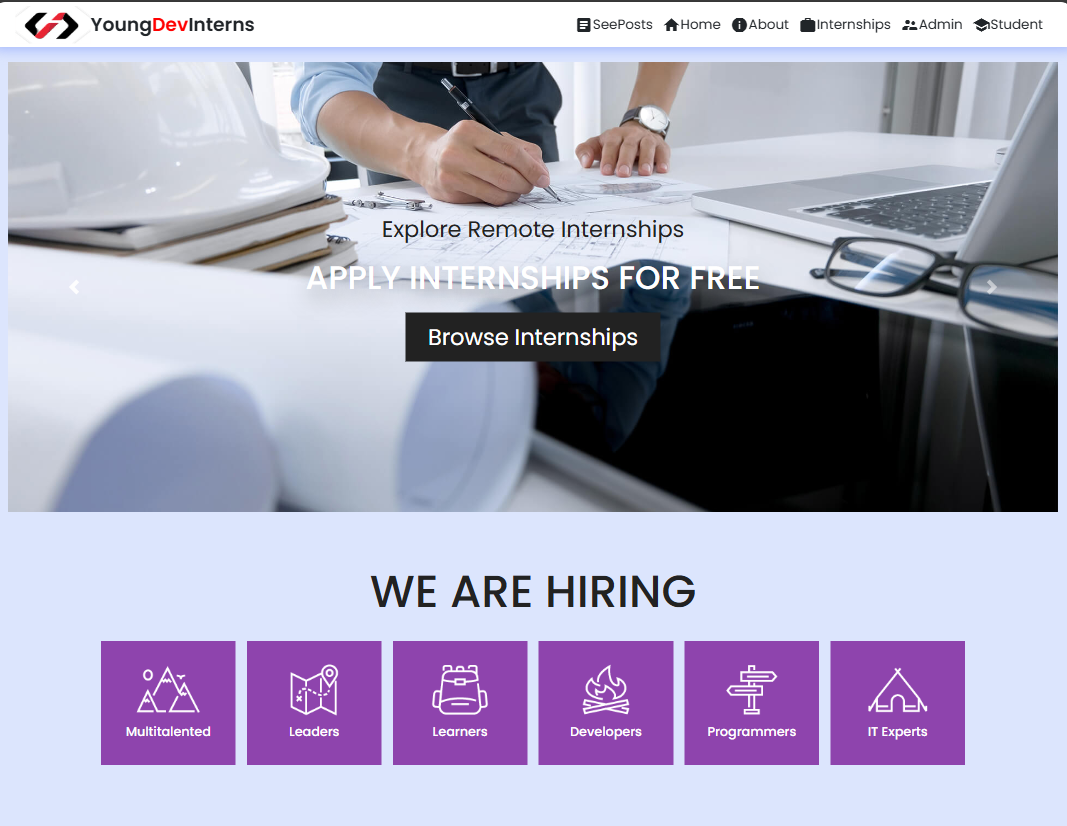 YoungDevInterns
SeePosts Home About Internships Admin Student
Explore Remote Internships
APPLY INTERNSHIPS FOR FREE
Browse Internships
WE ARE HIRING
Multitalented Leaders Learners Developers Programmers IT Experts